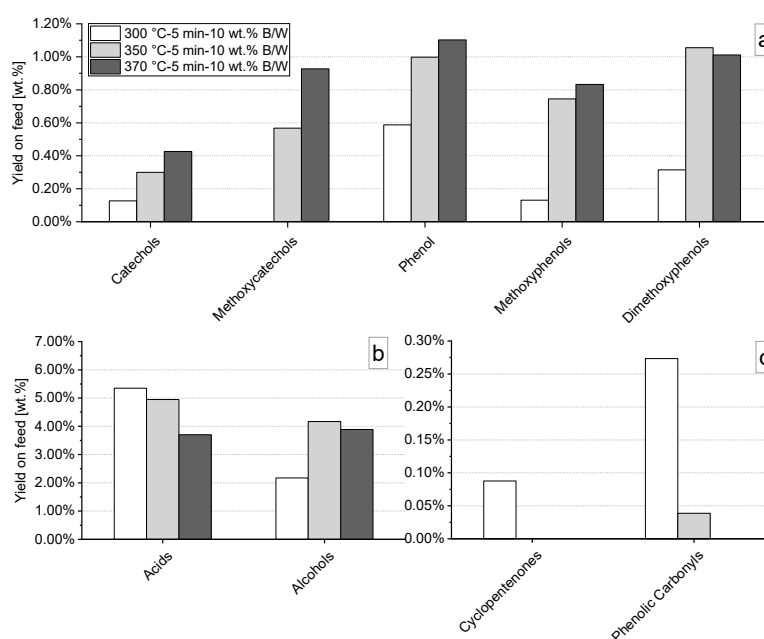 1.20%
1.00%
0.80%
0.60%
0.40%
0.20%
0.00%
Yield on feed [wt.%]
300 °C-5 min-10 wt.% B/W
350 °C-5 min-10 wt.% B/W
370 °C-5 min-10 wt.% B/W
a
Catechols
Methoxycatechols
Phenol
Methoxyphenols
Dimethoxyphenols
7.00%
6.00%
5.00%
4.00%
3.00%
2.00%
1.00%
0.00%
Yield on feed [wt.%]
b
Acids
Alcohols
0.30%
0.25%
0.20%
0.15%
0.10%
0.05%
0.00%
Cyclopentenones
Phenolic Carbonyls